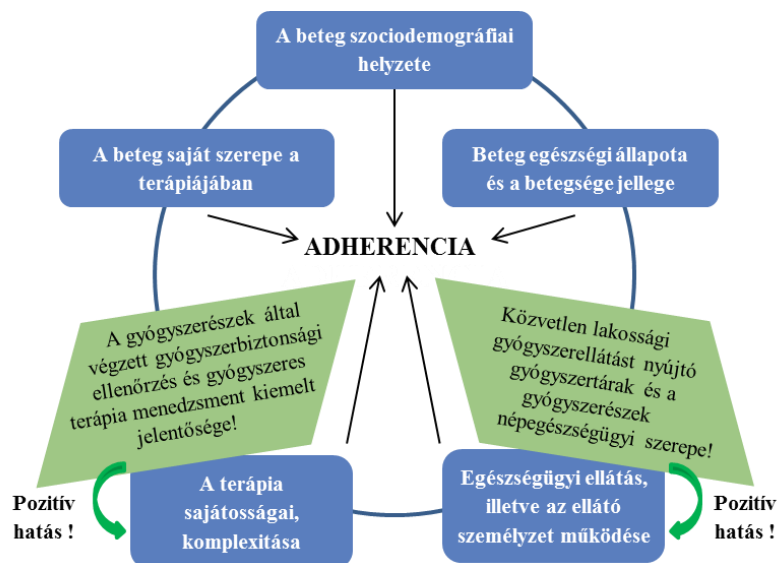 A beteg szociodemográfiai
helyzete
A beteg saját szerepe a
terápiájában
Beteg egészségi állapota
és a betegsége jellege
ADHERENCIA
A gyógyszerészek által
végzett gyógyszerbiztonsági
ellenőrzés és gyógyszeres
terápia menedzsment kiemelt
jelentősége!
Közvetlen lakossági
gyógyszerellátást nyújtó
gyógyszertárak és a
gyógyszerészek
népegészségügyi szerepe!
Pozitív
hatás !
A terápia
sajátosságai,
komplexitása
Egészségügyi ellátás,
illetve az ellátó
személyzet működése
Pozitív
hatás !